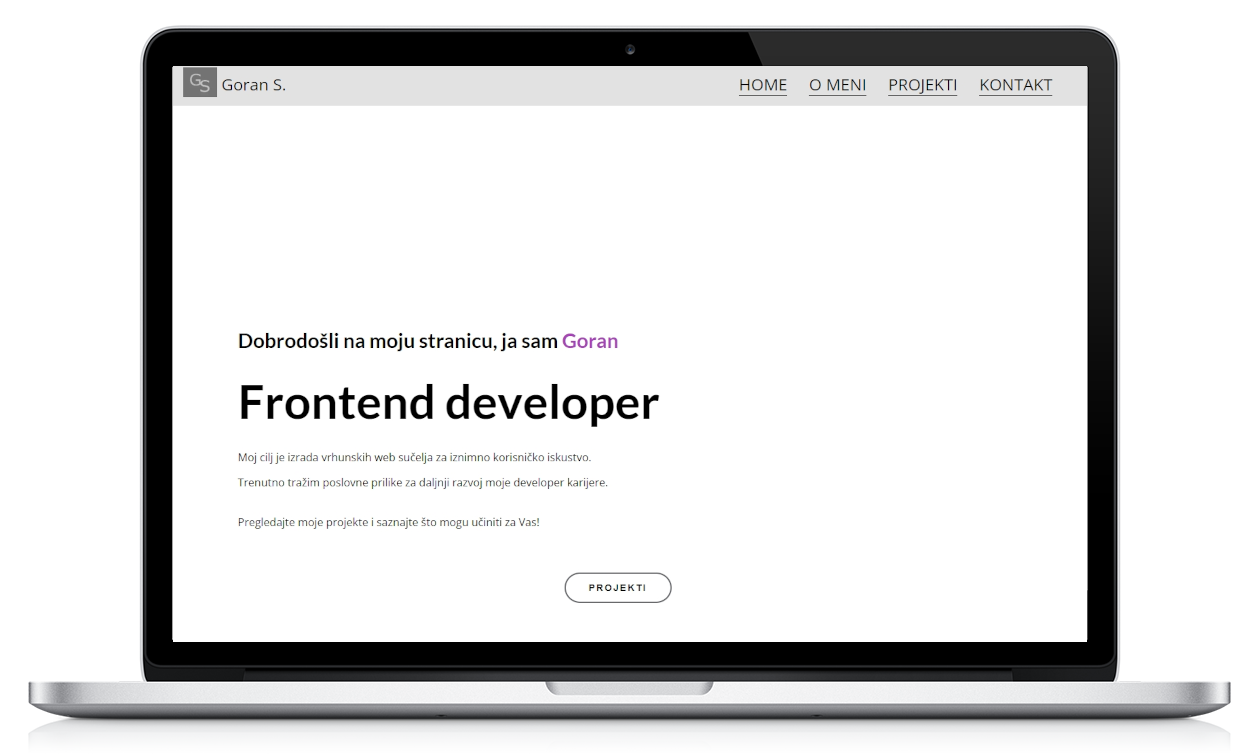 GS Goran S. HOME O MENI PROJEKTI KONTAKT
Dobrodošli na moju stranicu, ja sam Goran
Frontend developer
Moj cilj je izrada vrhunskih web sučelja za iznimno korisničko iskustvo.
Trenutno tražim poslovne prilike za daljnji razvoj moje developer karijere.
Pregledajte moje projekte i saznajte što mogu učiniti za Vas!
PROJEKTI